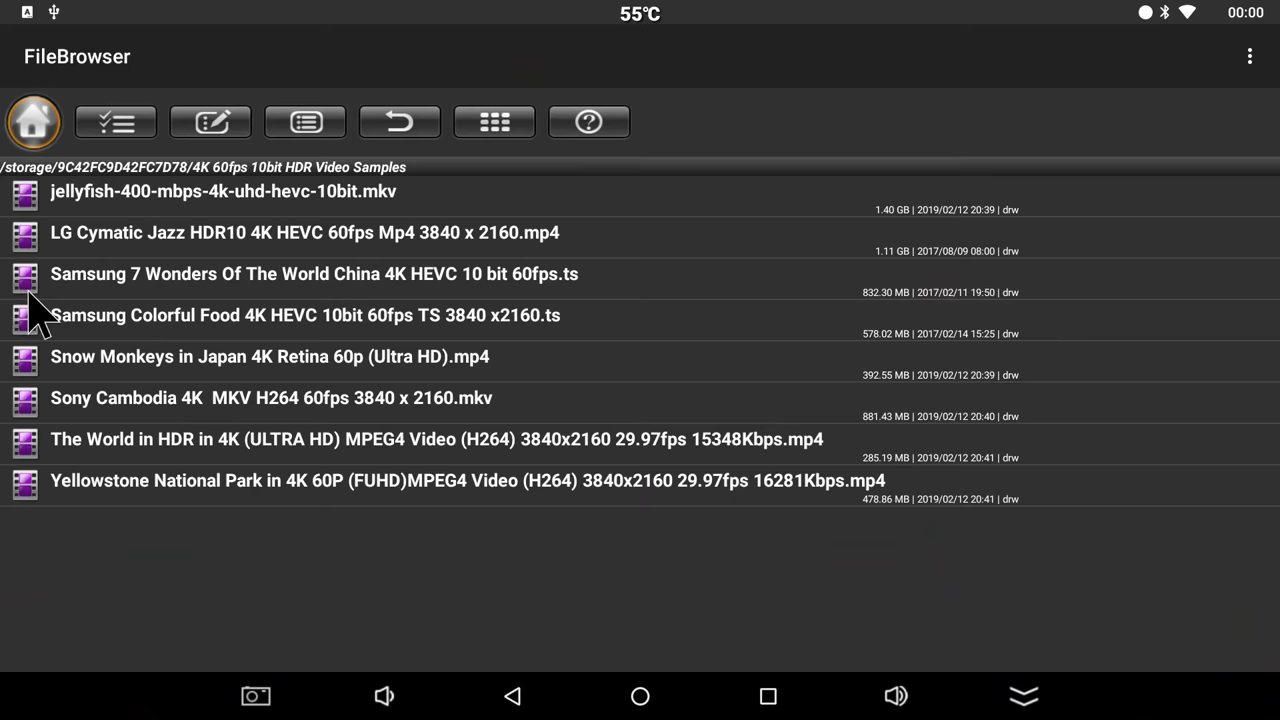 A
55℃
00:00
FileBrowser
/storage/9C42FC9D42FC7D78/4K 60fps 10bit HDR Video Samples
jellyfish-400-mbps-4k-uhd-hevc-10bit.mkv
1.40 GB | 2019/02/12 20:39 | drw
LG Cymatic Jazz HDR10 4K HEVC 60fps Mp4 3840 x 2160.mp4
1.11 GB | 2017/08/09 08:00 | drw
Samsung 7 Wonders Of The World China 4K HEVC 10 bit 60fps.ts
832.30 MB | 2017/02/11 19:50 | drw
Samsung Colorful Food 4K HEVC 10bit 60fps TS 3840 x2160.ts
578.02 MB | 2017/02/14 15:25 | drw
Snow Monkeys in Japan 4K Retina 60p (Ultra HD).mp4
392.55 MB | 2019/02/12 20:39 | drw
Sony Cambodia 4K  MKV H264 60fps 3840 x 2160.mkv
881.43 MB | 2019/02/12 20:40 | drw
The World in HDR in 4K (ULTRA HD) MPEG4 Video (H264) 3840x2160 29.97fps 15348Kbps.mp4
285.19 MB | 2019/02/12 20:41 | drw
Yellowstone National Park in 4K 60P (FUHD)MPEG4 Video (H264) 3840x2160 29.97fps 16281Kbps.mp4
478.86 MB | 2019/02/12 20:41 | drw